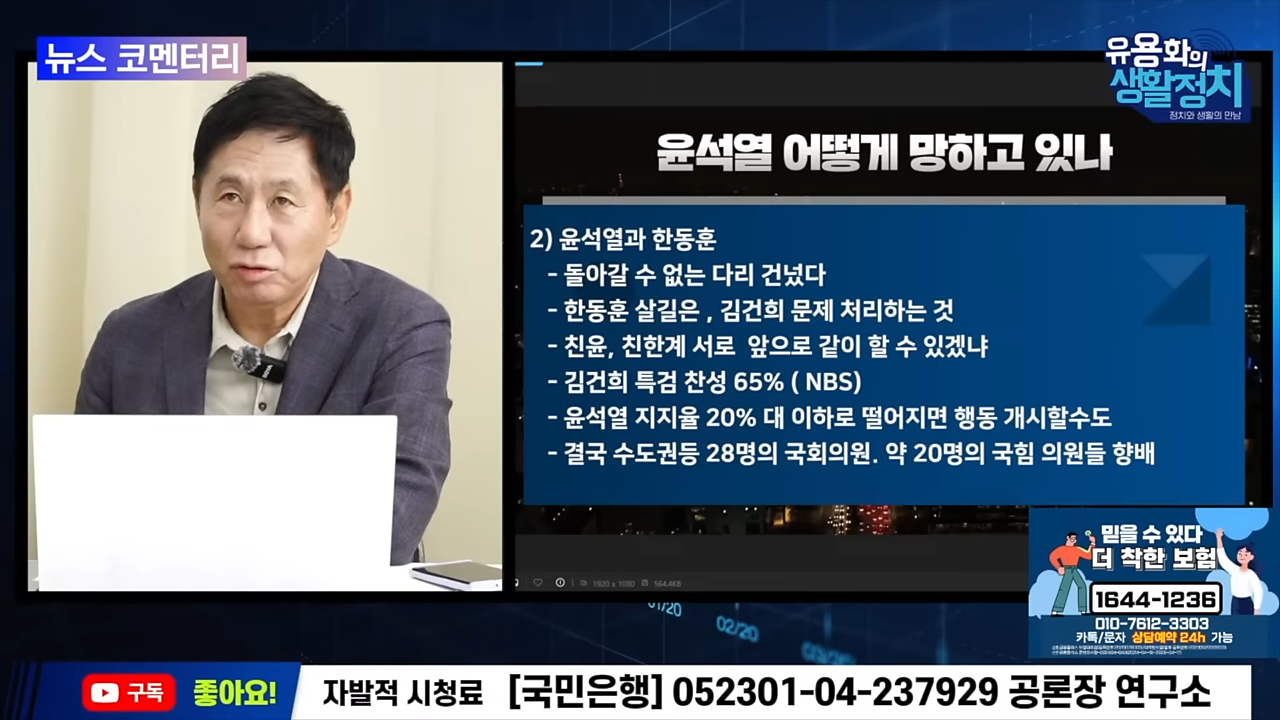 뉴스 코멘터리
유용화의
생활정치
정치와 생활의 만남
윤석열 어떻게 망하고 있나
2) 윤석열과 한동훈
- 돌아갈 수 없는 다리 건넜다
- 한동훈 살길은 , 김건희 문제 처리하는 것
- 친윤, 친한계 서로 앞으로 같이 할 수 있겠냐
- 김건희 특검 찬성 65% ( NBS)
- 윤석열 지지율 20% 대 이하로 떨어지면 행동 개시할수도
- 결국 수도권등 28명의 국회의원. 약 20명의 국힘 의원들 향배
1920 x 1080
564.4KB
믿을 수 있다
더 착한 보험
1644-1236
010-7612-3303
카톡/문자 상담예약 24h 가능
01/20
02/20
구독
좋아요!
자발적 시청료 [국민은행] 052301-04-237929 공론장 연구소